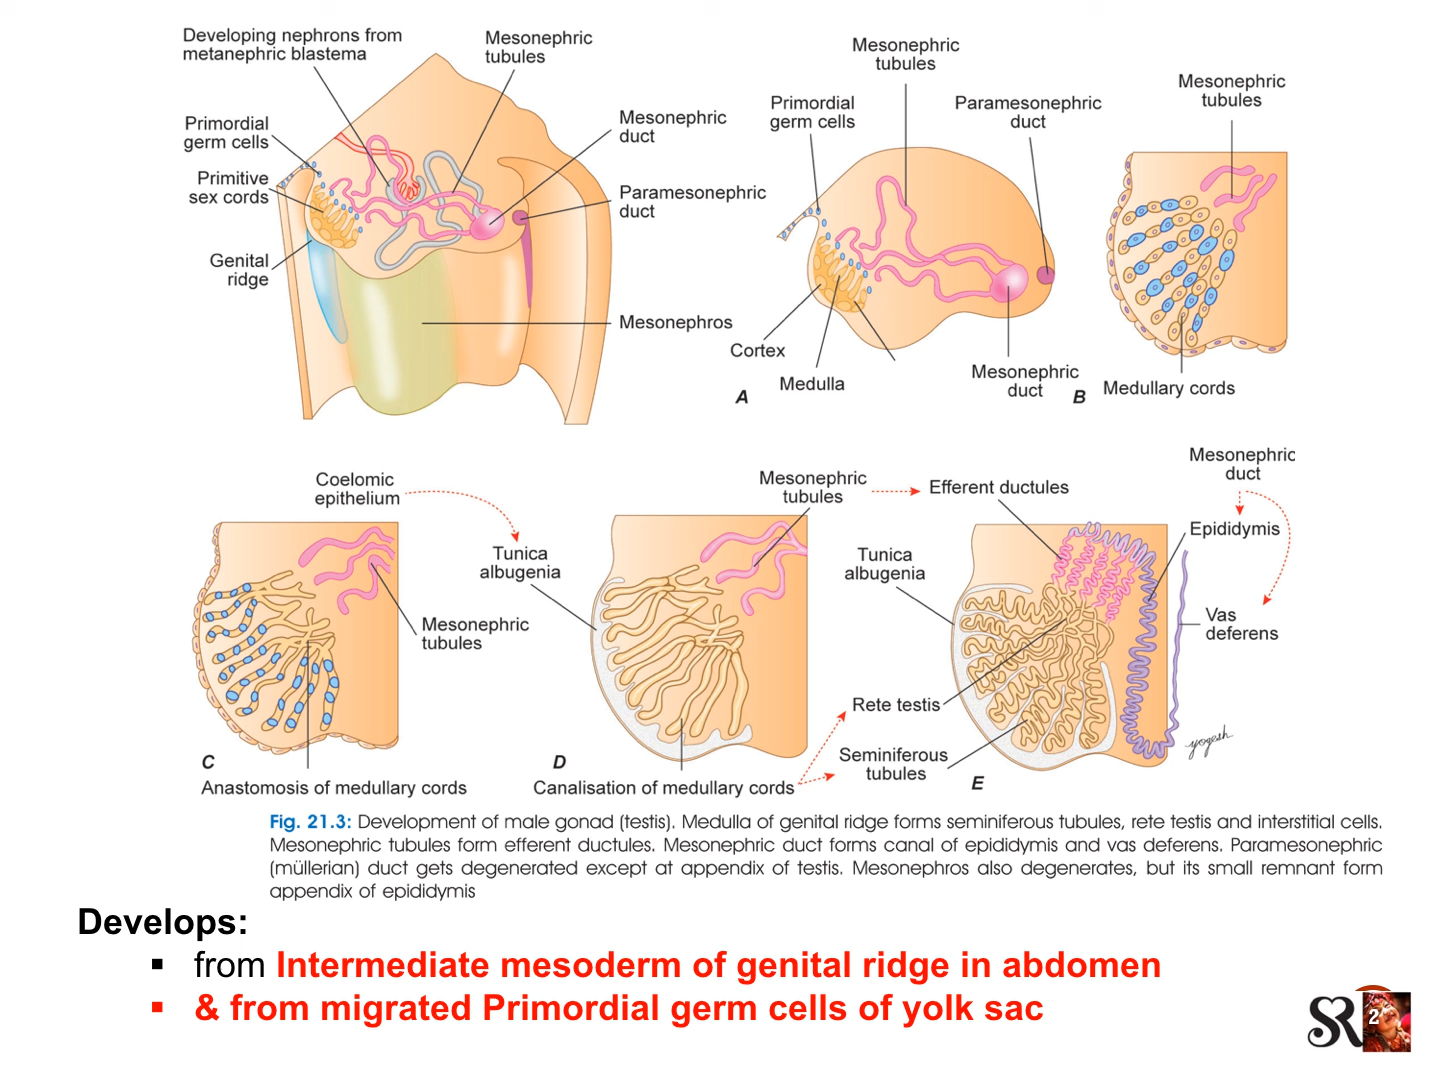 Developing nephrons from
metanephric blastema
Mesonephric
tubules
Primordial
germ cells
Primitive
sex cords
Genital
ridge
Mesonephric
duct
Paramesonephric
duct
Mesonephros
Mesonephric
tubules
Primordial
germ cells
Paramesonephric
duct
Cortex
Medulla
Mesonephric
duct
A
Mesonephric
tubules
Medullary cords
B
Coelomic
epithelium
Mesonephric
tubules
C
Anastomosis of medullary cords
Tunica
albugenia
Mesonephric
tubules
D
Canalisation of medullary cords
Efferent ductules
Mesonephric
duct
Epididymis
Tunica
albugenia
Vas
deferens
Rete testis
Seminiferous
tubules
E
yogesh
Fig. 21.3: Development of male gonad (testis). Medulla of genital ridge forms seminiferous tubules, rete testis and interstitial cells.
Mesonephric tubules form efferent ductules. Mesonephric duct forms canal of epididymis and vas deferens. Paramesonephric
(müllerian) duct gets degenerated except at appendix of testis. Mesonephros also degenerates, but its small remnant form
appendix of epididymis
Develops:
▪ from Intermediate mesoderm of genital ridge in abdomen
▪ & from migrated Primordial germ cells of yolk sac
SR